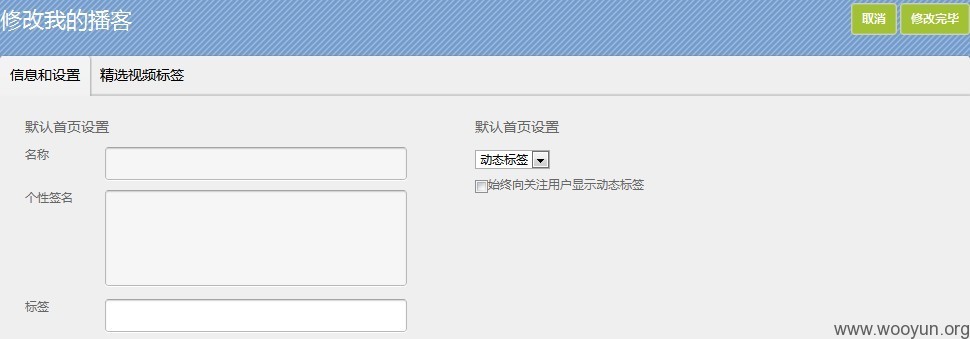 修改我的播客
取消
修改完毕
信息和设置
精选视频标签
默认首页设置
名称
个性签名
标签
默认首页设置
动态标签
始终向关注用户显示动态标签
www.wooyun.org